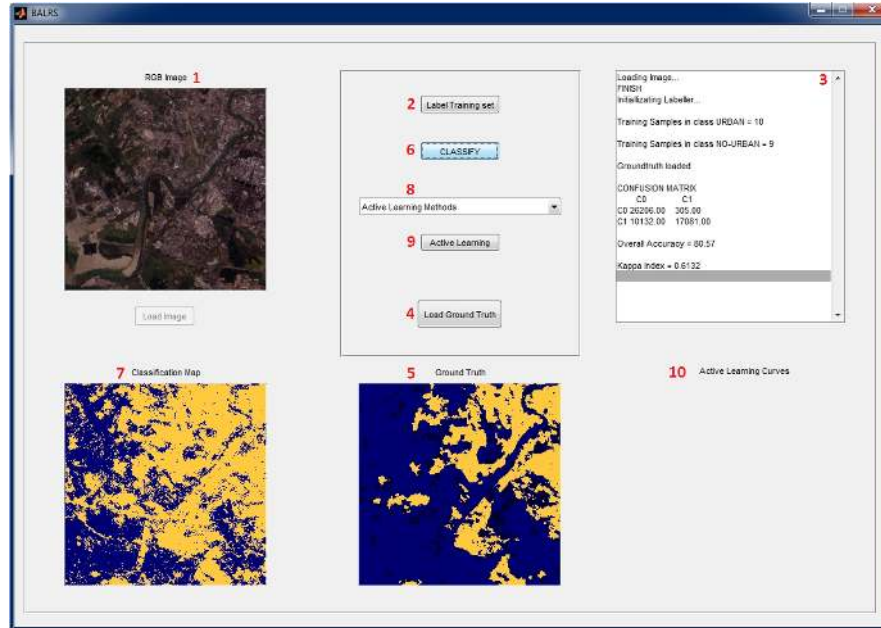 BALRS
RGB Image 1
Load Image
2 Label Training set
6 CLASSIFY
8
Active Learning Methods
9 Active Learning
4 Load Ground Truth
3
Loading Image...
FINISH
Initializating Labeller...
Training Samples in class URBAN = 10
Training Samples in class NO-URBAN = 9
Groundtruth loaded
CONFUSION MATRIX
C0 C1
C0 26206.00 305.00
C1 10132.00 17081.00
Overall Accuracy = 80.57
Kappa Index = 0.6132
7 Classification Map
5 Ground Truth
10 Active Learning Curves